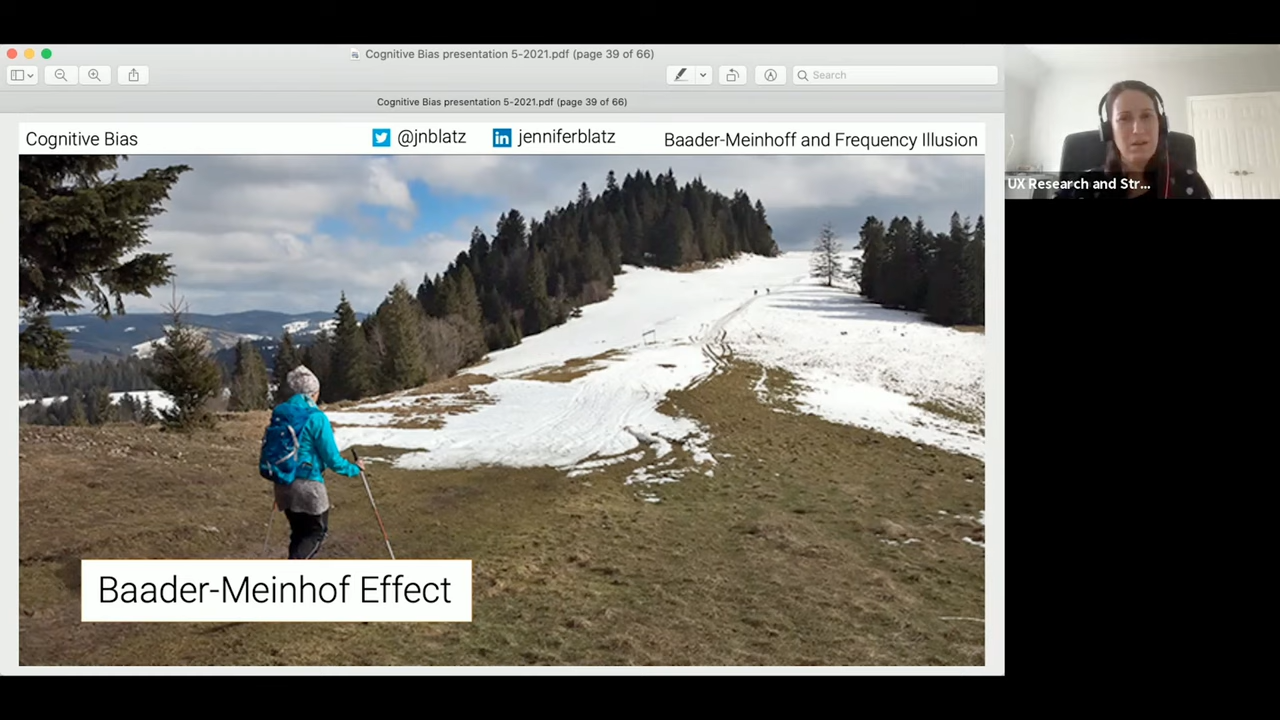 Cognitive Bias presentation 5-2021.pdf (page 39 of 66)
Search
Cognitive Bias presentation 5-2021.pdf (page 39 of 66)
Cognitive Bias
@jnblatz
jenniferblatz
Baader-Meinhoff and Frequency Illusion
UX Research and Str...
Baader-Meinhof Effect